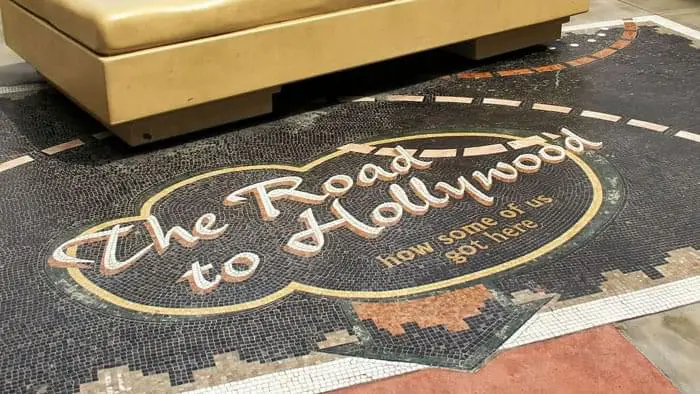 The Road
to Hollywood
how some of us
got here